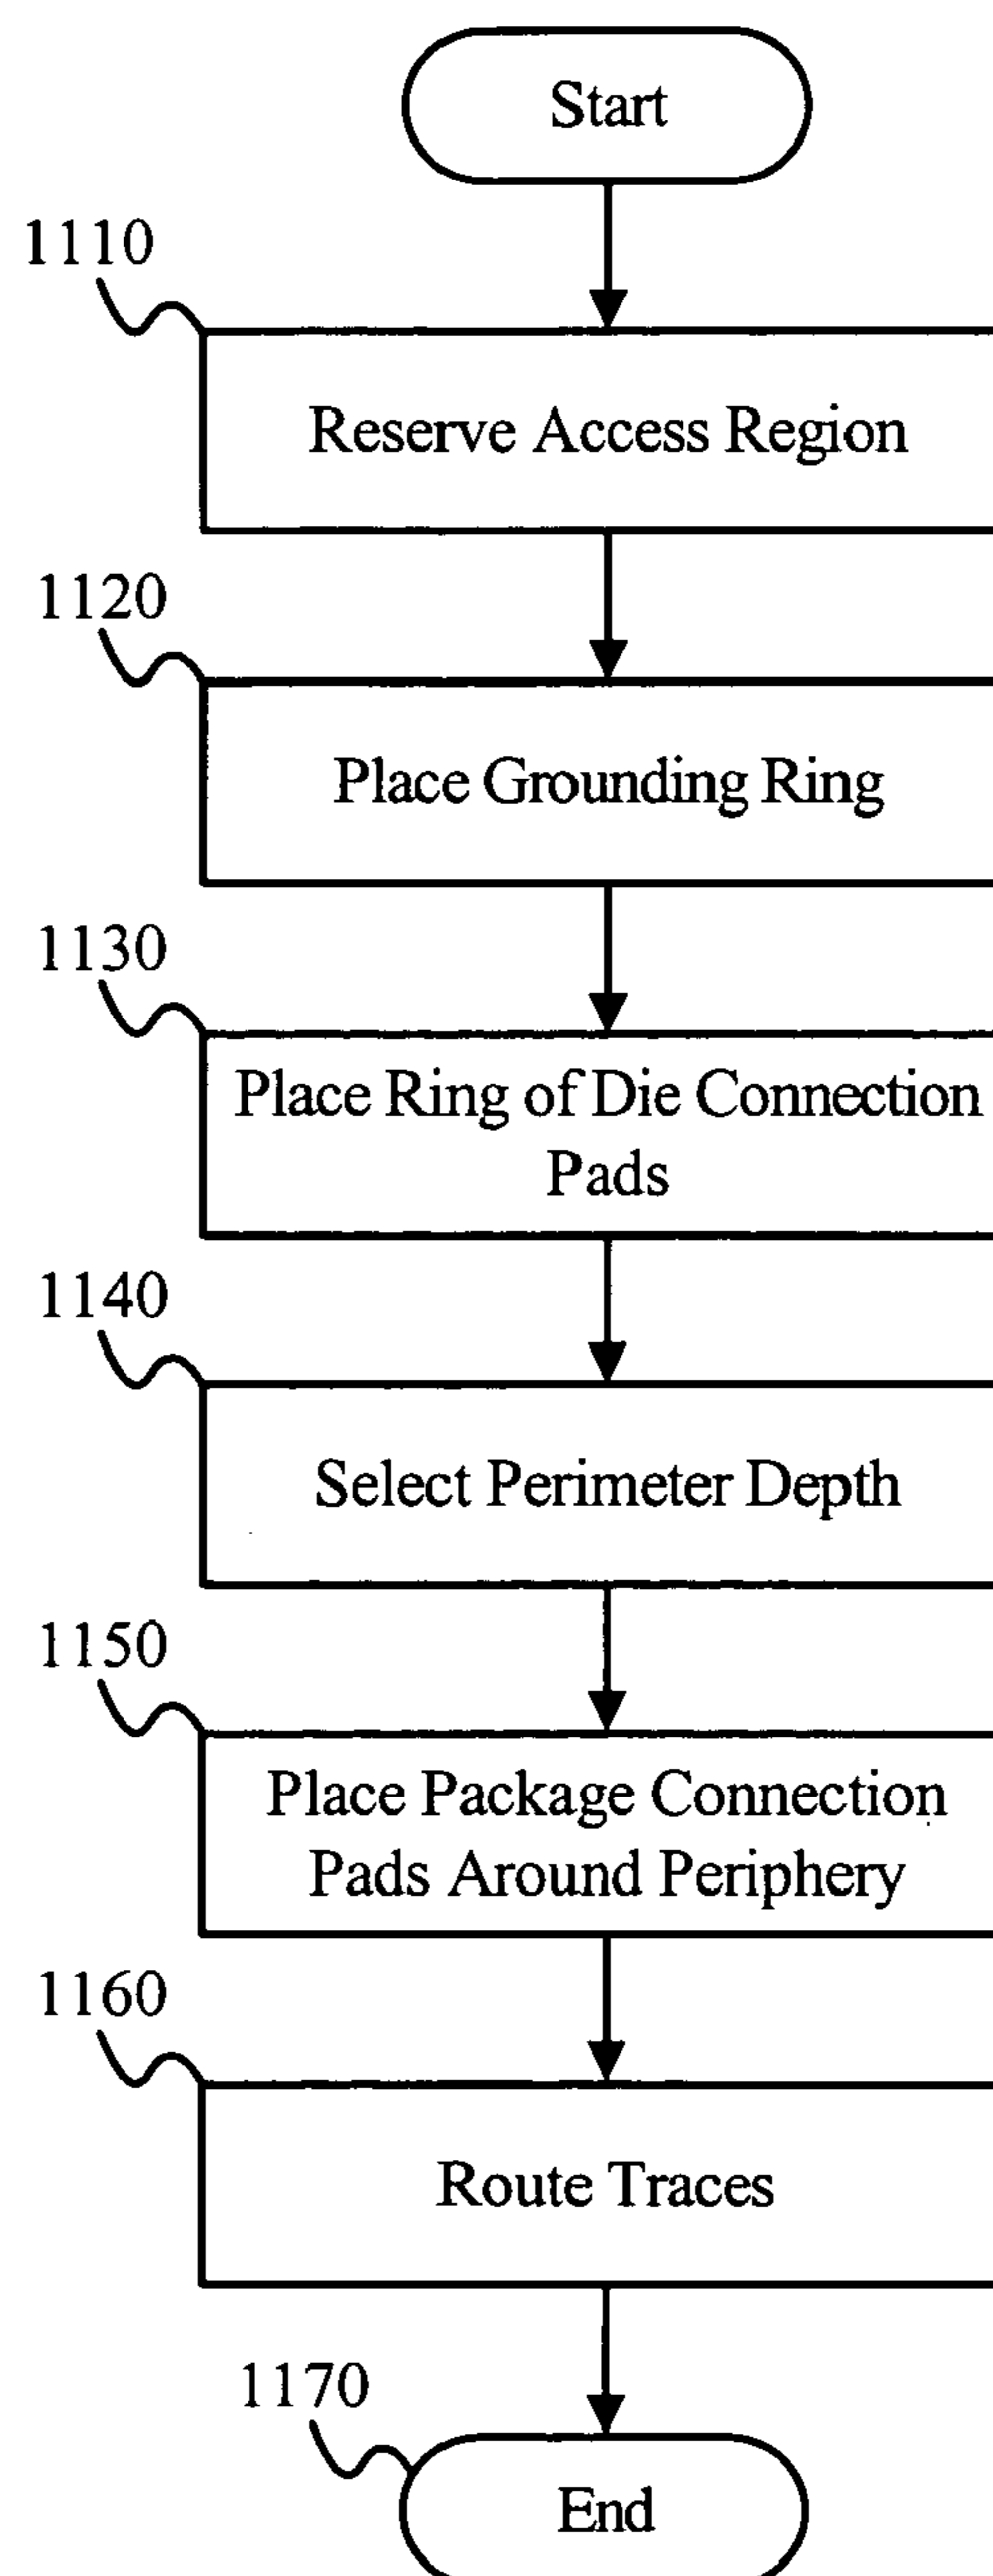 Start
1110
Reserve Access Region
1120
Place Grounding Ring
1130
Place Ring of Die Connection
Pads
1140
Select Perimeter Depth
1150
Place Package Connection
Pads Around Periphery
1160
Route Traces
1170
End